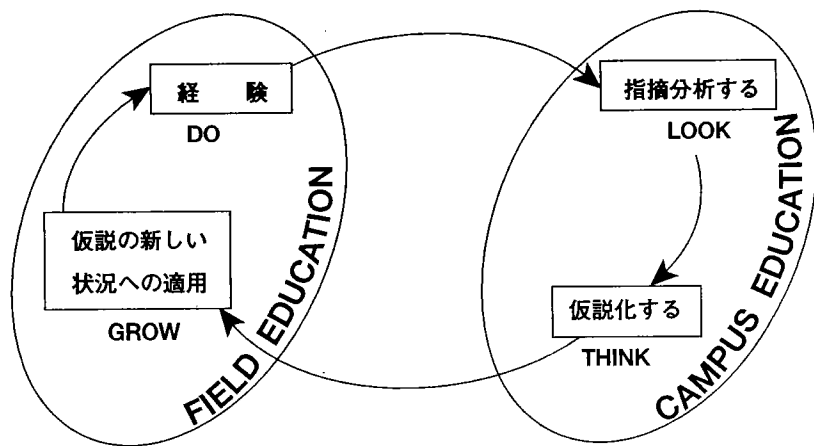 経 験
DO
指摘分析する
LOOK
仮説の新しい
状況への適用
GROW
仮説化する
THINK
FIELD EDUCATION
CAMPUS EDUCATION